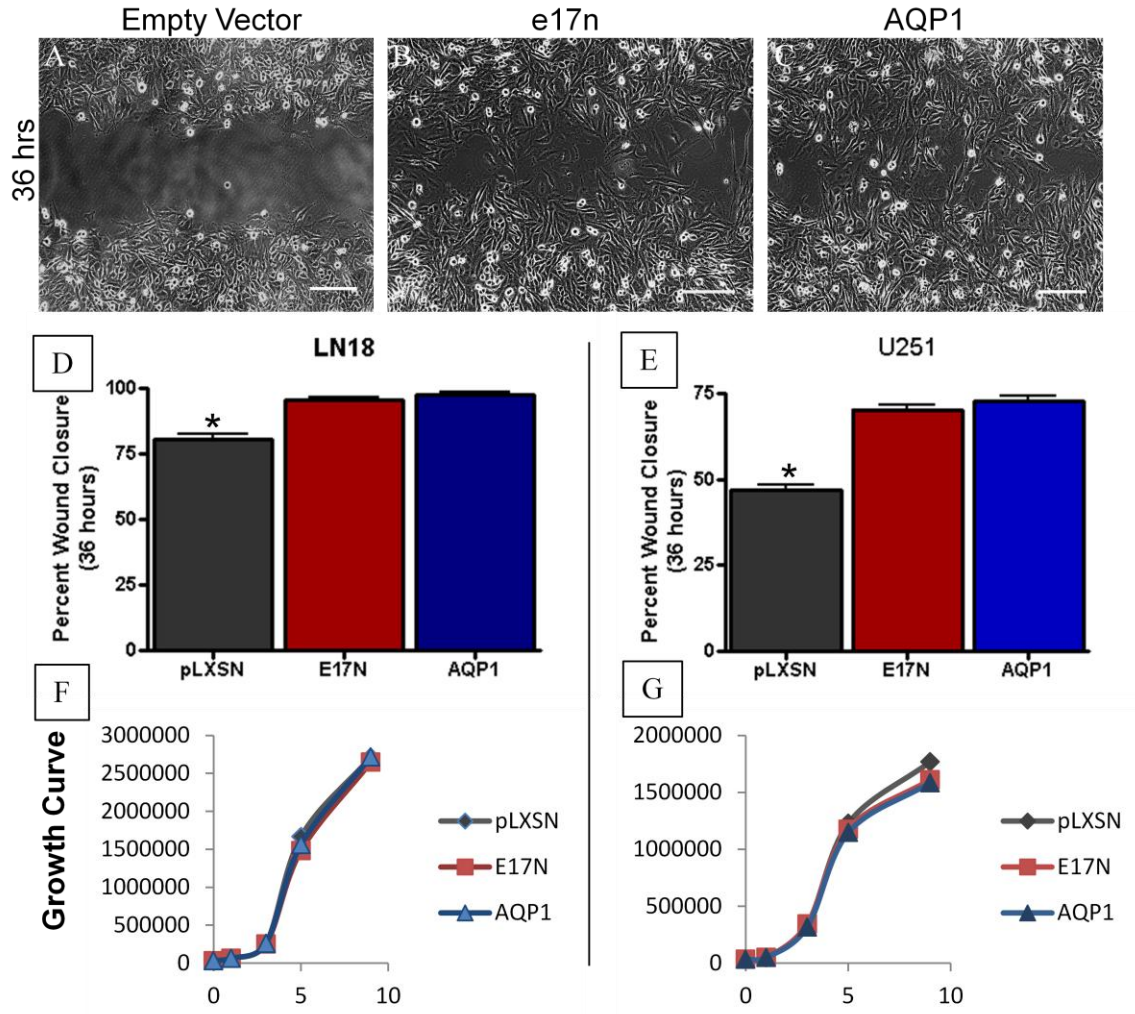 Empty Vector
e17n
AQP1
36 hrs
A
B
C
D
LN18
Percent Wound Closure
(36 hours)
100
75
50
25
0
*
pLXSN
E17N
AQP1
E
U251
Percent Wound Closure
(36 hours)
75
50
25
0
*
pLXSN
E17N
AQP1
F
Growth Curve
3000000
2500000
2000000
1500000
1000000
500000
0
0
5
10
pLXSN
E17N
AQP1
G
2000000
1500000
1000000
500000
0
0
5
10
pLXSN
E17N
AQP1